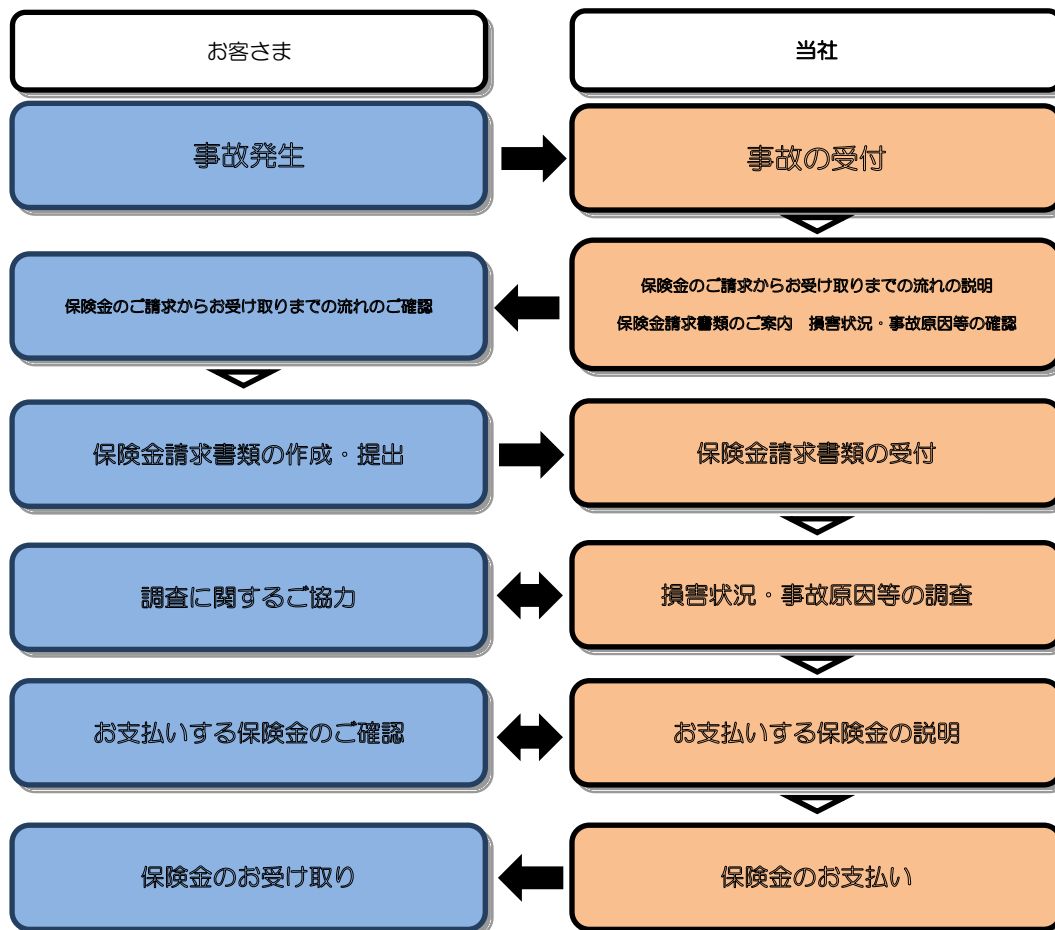 お客さま
当社
事故発生
事故の受付
保険金のご請求からお受け取りまでの流れのご確認
保険金のご請求からお受け取りまでの流れの説明
保険金請求書類のご案内　損害状況・事故原因等の確認
保険金請求書類の作成・提出
保険金請求書類の受付
調査に関するご協力
損害状況・事故原因等の調査
お支払いする保険金のご確認
お支払いする保険金の説明
保険金のお受け取り
保険金のお支払い